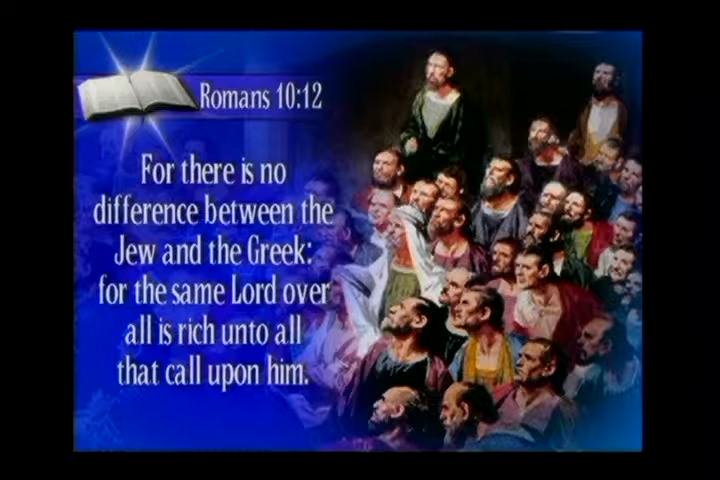 Romans 10:12
For there is no
difference between the
Jew and the Greek:
for the same Lord over
all is rich unto all
that call upon him.